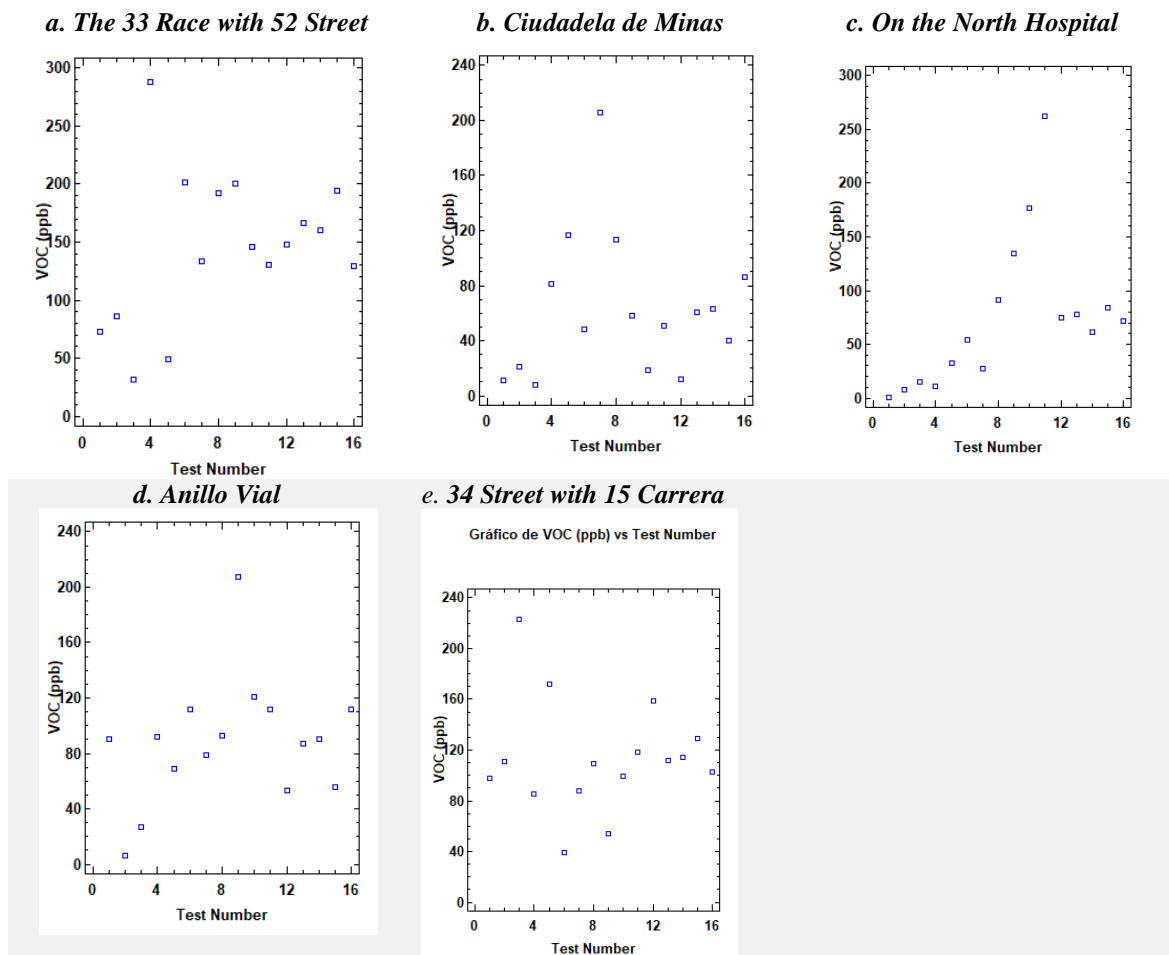 a. The 33 Race with 52 Street
300
250
200
150
100
50
0
VOC (ppb)
0 4 8 12 16
Test Number
b. Ciudadela de Minas
240
200
160
120
80
40
0
VOC (ppb)
0 4 8 12 16
Test Number
c. On the North Hospital
300
250
200
150
100
50
0
VOC (ppb)
0 4 8 12 16
Test Number
d. Anillo Vial
240
200
160
120
80
40
0
VOC (ppb)
0 4 8 12 16
Test Number
e. 34 Street with 15 Carrera
Gráfico de VOC (ppb) vs Test Number
240
200
160
120
80
40
0
VOC (ppb)
0 4 8 12 16
Test Number